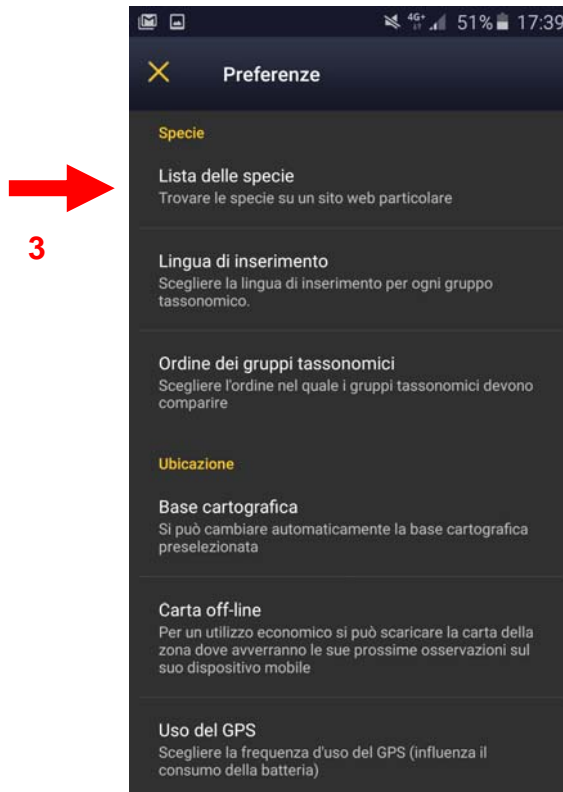 4G+ 51% 17:39
Preferenze
Specie
Lista delle specie
Trovare le specie su un sito web particolare
3
Lingua di inserimento
Scegliere la lingua di inserimento per ogni gruppo
tassonomico.
Ordine dei gruppi tassonomici
Scegliere l'ordine nel quale i gruppi tassonomici devono
comparire
Ubicazione
Base cartografica
Si può cambiare automaticamente la base cartografica
preselezionata
Carta off-line
Per un utilizzo economico si può scaricare la carta della
zona dove avverranno le sue prossime osservazioni sul
suo dispositivo mobile
Uso del GPS
Scegliere la frequenza d'uso del GPS (influenza il
consumo della batteria)